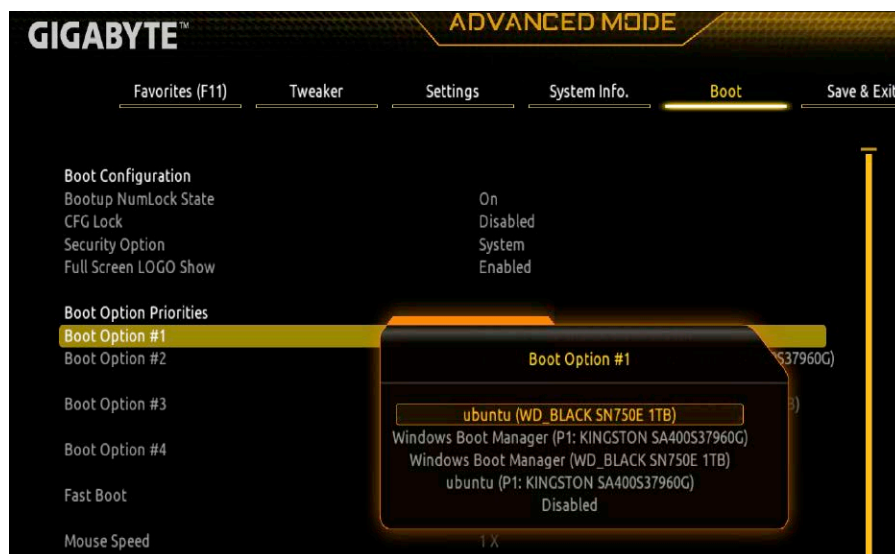 GIGABYTE™
ADVANCED MODE
Favorites (F11) Tweaker Settings System Info. Boot Save & Exit
Boot Configuration
Bootup NumLock State On
CFG Lock Disabled
Security Option System
Full Screen LOGO Show Enabled
Boot Option Priorities
Boot Option #1
Boot Option #2 S37960G)
Boot Option #3 B)
Boot Option #4
Fast Boot
Mouse Speed 1 X
Boot Option #1
ubuntu (WD_BLACK SN750E 1TB)
Windows Boot Manager (P1: KINGSTON SA400S37960G)
Windows Boot Manager (WD_BLACK SN750E 1TB)
ubuntu (P1: KINGSTON SA400S37960G)
Disabled